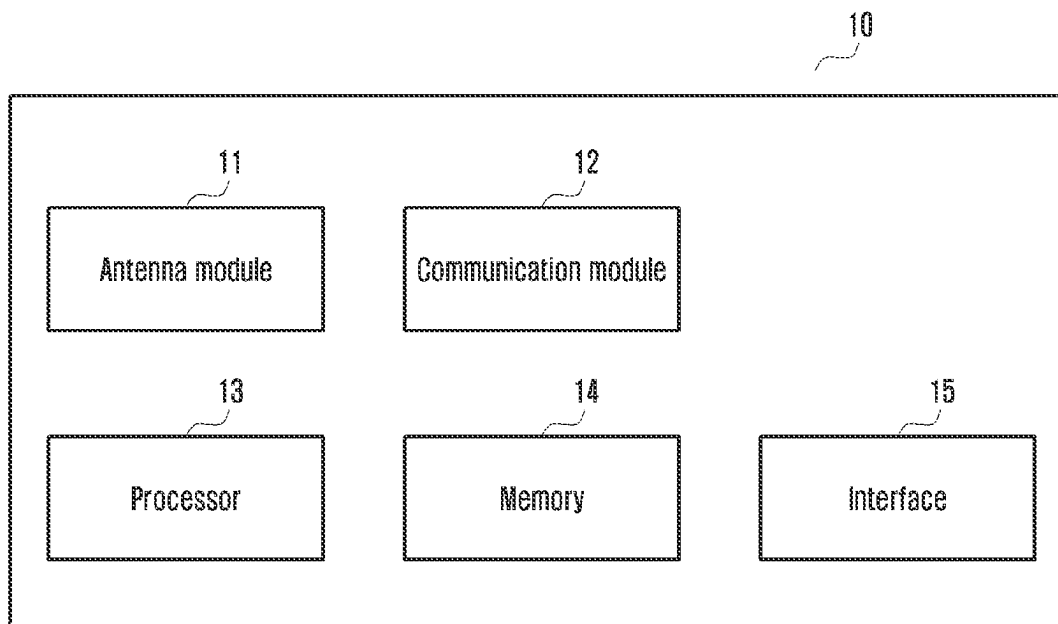 10
11
12
Antenna module
Communication module
13
14
15
Processor
Memory
Interface